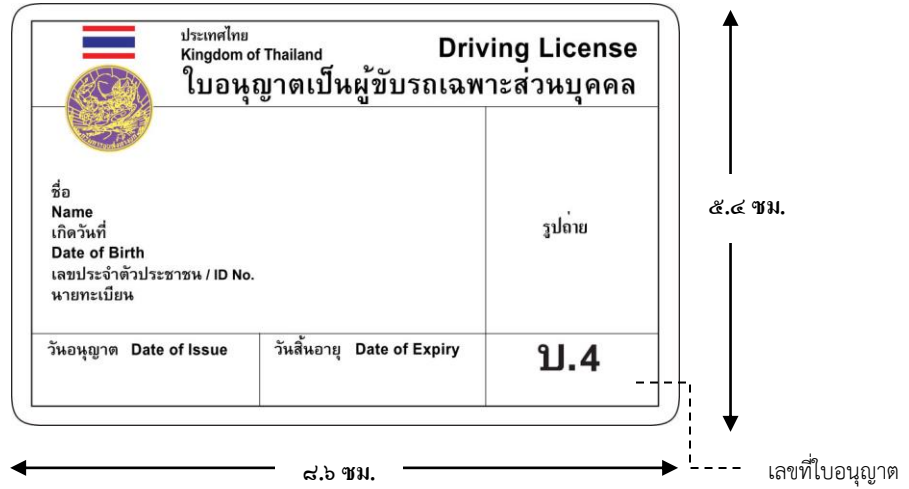 ประเทศไทย
Kingdom of Thailand
Driving License
ใบอนุญาตเป็นผู้ขับรถเฉพาะส่วนบุคคล
ชื่อ
Name
เกิดวันที่
Date of Birth
เลขประจำตัวประชาชน / ID No.
นายทะเบียน
รูปถ่าย
๕.๔ ซม.
วันอนุญาต Date of Issue
วันสิ้นอายุ Date of Expiry
บ.4
๘.๖ ซม.
เลขที่ใบอนุญาต